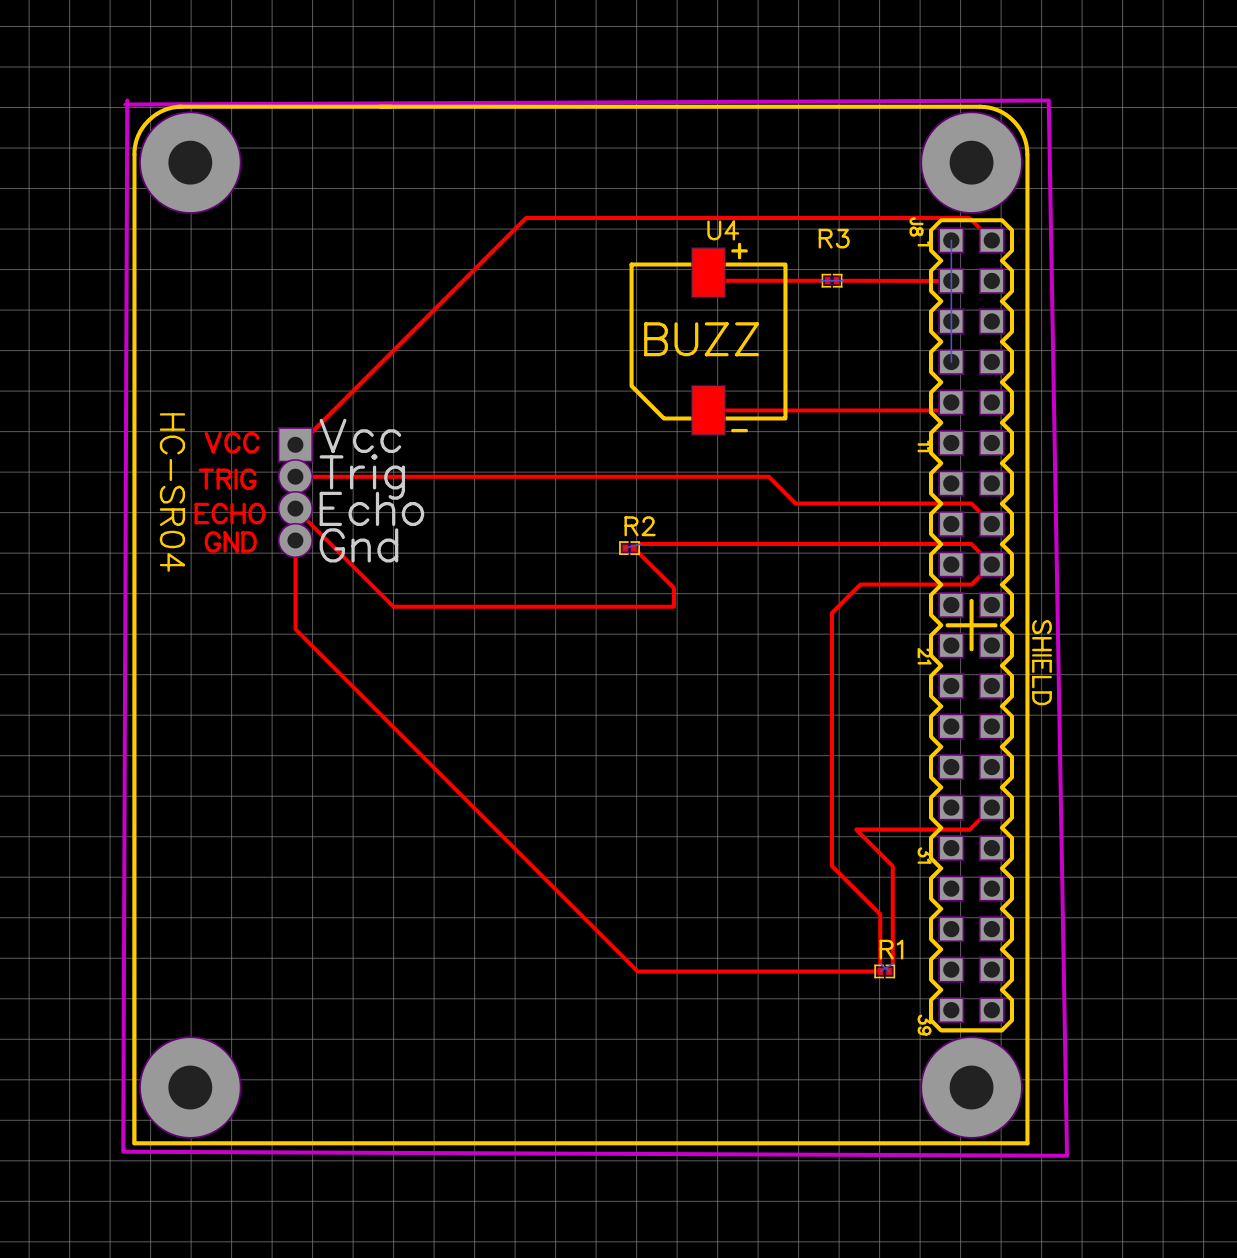 U4
+
R3
J8
1
BUZZ
-
HC-SR04
VCC
Vcc
TRIG
Trig
ECHO
Echo
GND
Gnd
11
R2
21
SHIELD
31
R1
39